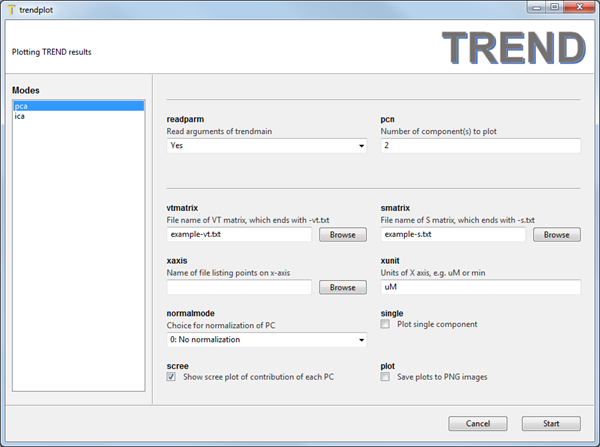 trendplot
Plotting TREND results
TREND
Modes
pca
ica
readparm
Read arguments of trendmain
Yes
pcn
Number of component(s) to plot
2
vtmatrix
File name of VT matrix, which ends with -vt.txt
example-vt.txt
Browse
smatrix
File name of S matrix, which ends with -s.txt
example-s.txt
Browse
xaxis
Name of file listing points on x-axis
Browse
xunit
Units of X axis, e.g. uM or min
uM
normalmode
Choice for normalization of PC
0: No normalization
single
Plot single component
scree
Show scree plot of contribution of each PC
plot
Save plots to PNG images
Cancel
Start